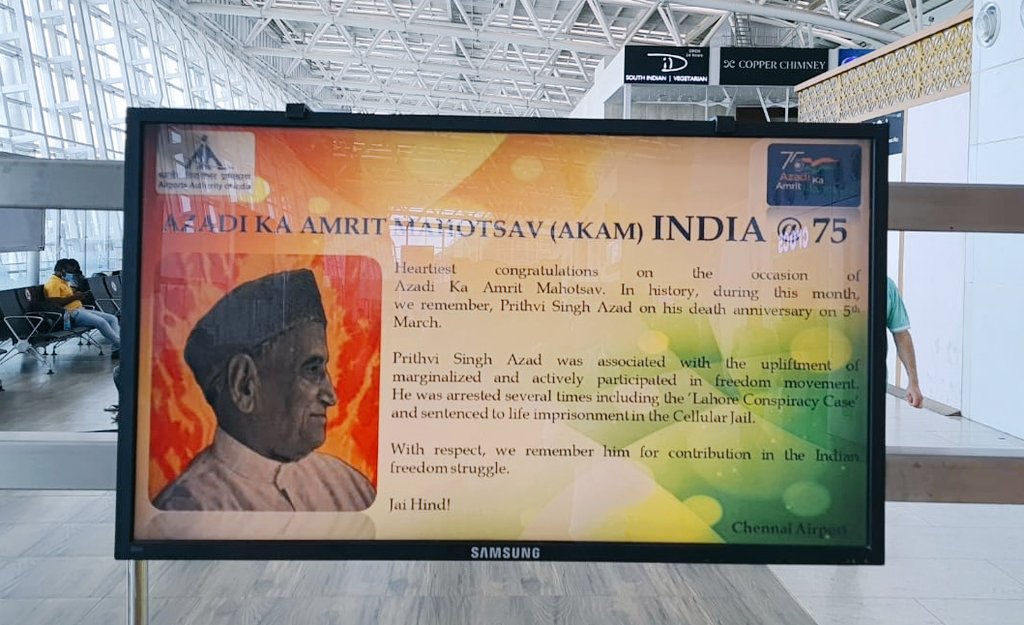 OPEN
SOUTH INDIAN | VEGETARIAN
COPPER CHIMNEY
Airports Authority of India
75
Azadi Ka
Amrit
AZADI KA AMRIT MAHOTSAV (AKAM) INDIA @ 75
Heartiest congratulations on the occasion of
Azadi Ka Amrit Mahotsav. In history, during this month,
we remember, Prithvi Singh Azad on his death anniversary on 5th
March.
Prithvi Singh Azad was associated with the upliftment of
marginalized and actively participated in freedom movement.
He was arrested several times including the 'Lahore Conspiracy Case'
and sentenced to life imprisonment in the Cellular Jail.
With respect, we remember him for contribution in the Indian
freedom struggle.
Jai Hind!
Chennai Airport
SAMSUNG